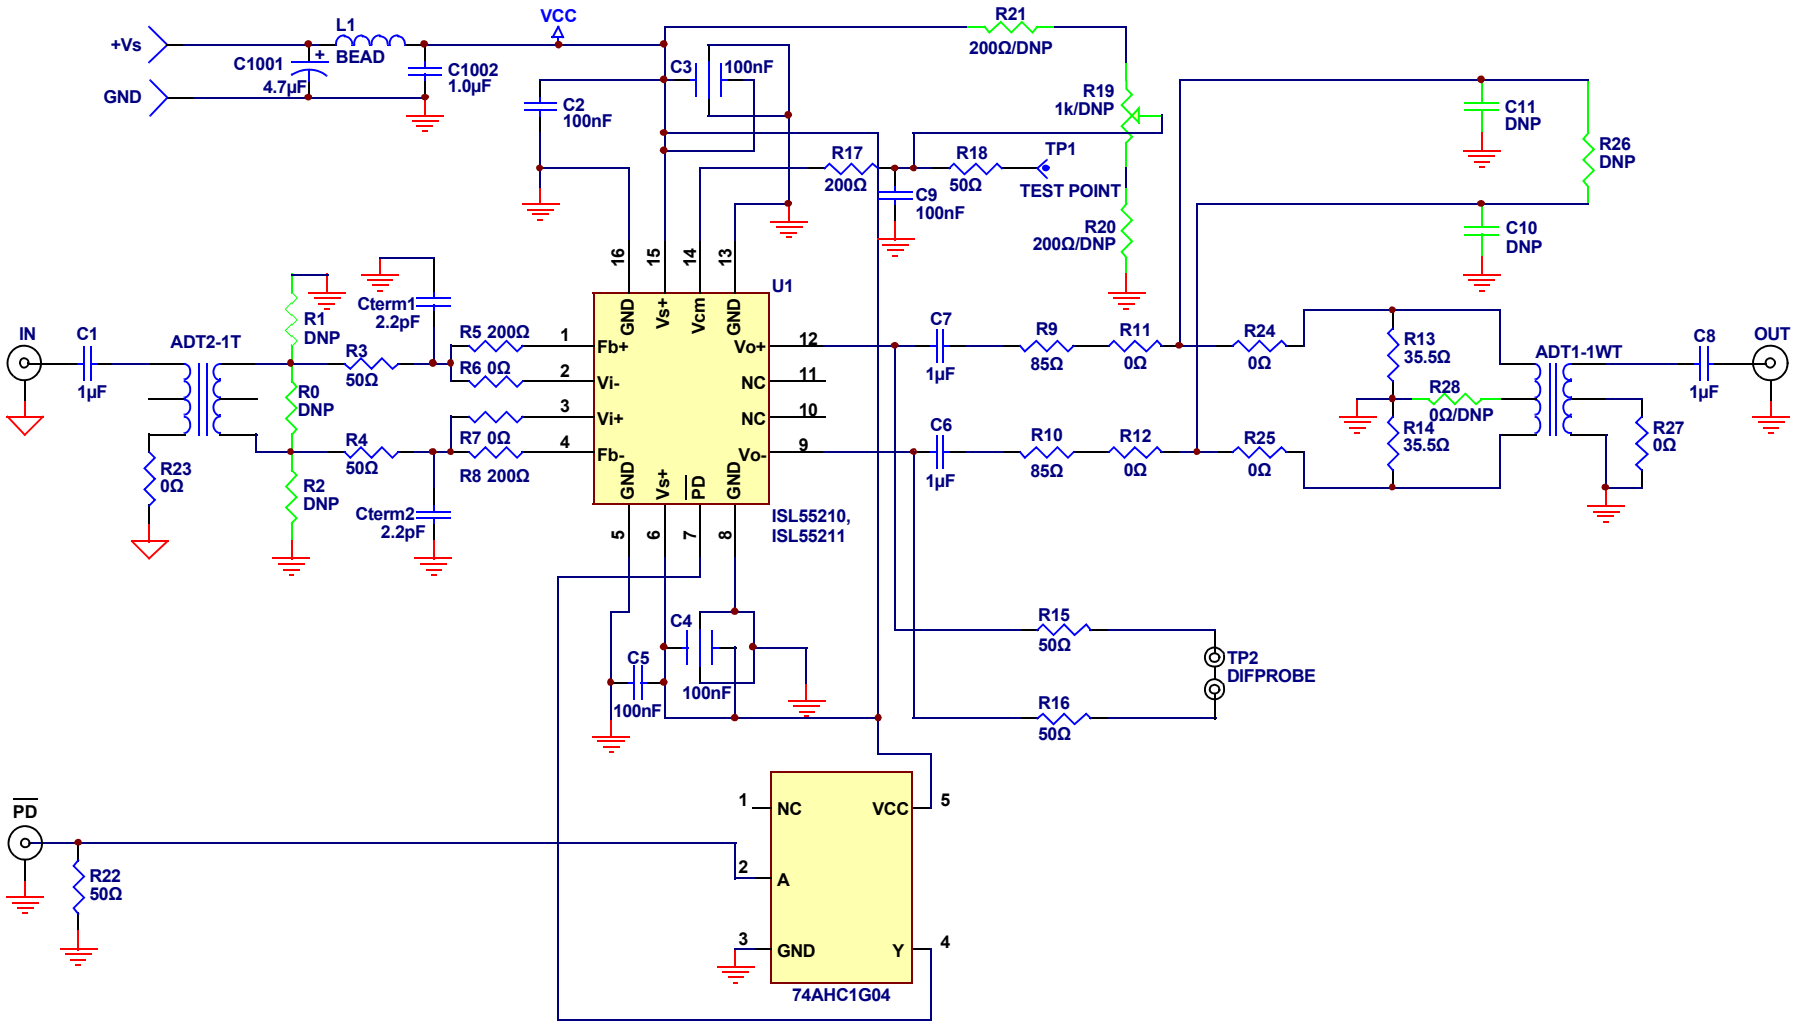 +Vs
GND
L1
BEAD
C1001
4.7µF
+
C1002
1.0µF
VCC
C2
100nF
C3
100nF
R21
200Ω/DNP
R19
1k/DNP
R17
200Ω
R18
50Ω
TP1
TEST POINT
C9
100nF
R20
200Ω/DNP
C11
DNP
R26
DNP
C10
DNP
IN
C1
1µF
ADT2-1T
R23
0Ω
R1
DNP
R0
DNP
R2
DNP
R3
50Ω
R4
50Ω
Cterm1
2.2pF
Cterm2
2.2pF
R5 200Ω
R6 0Ω
R7 0Ω
R8 200Ω
U1
16
15
14
13
GND
Vs+
Vcm
GND
1
Fb+
2
Vi-
3
Vi+
4
Fb-
Vo+
12
NC
11
NC
10
Vo-
9
GND
Vs+
PD
GND
5
6
7
8
ISL55210,
ISL55211
C7
1µF
C6
1µF
R9
85Ω
R10
85Ω
R11
0Ω
R12
0Ω
R24
0Ω
R25
0Ω
R13
35.5Ω
R28
0Ω/DNP
R14
35.5Ω
ADT1-1WT
C8
1µF
OUT
R27
0Ω
C4
100nF
C5
100nF
R15
50Ω
R16
50Ω
TP2
DIFPROBE
PD
R22
50Ω
1
NC
VCC
5
2
A
3
GND
Y
4
74AHC1G04